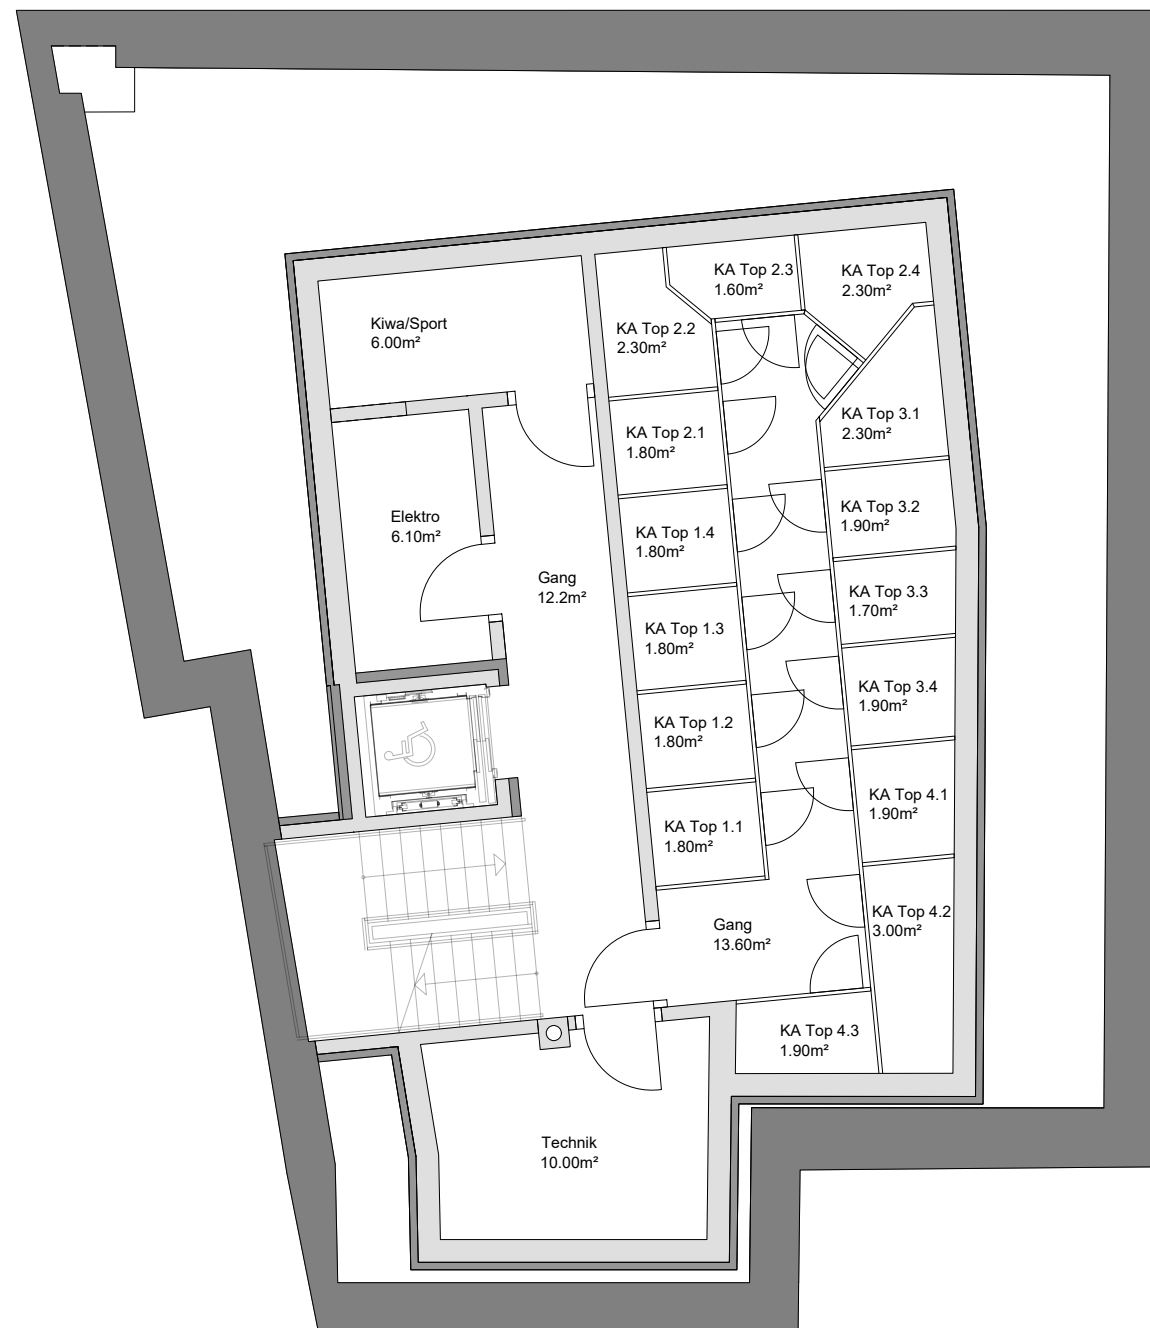 KA Top 2.3
1.60m²
KA Top 2.4
2.30m²
Kiwa/Sport
6.00m²
KA Top 2.2
2.30m²
KA Top 3.1
2.30m²
KA Top 2.1
1.80m²
Elektro
6.10m²
KA Top 3.2
1.90m²
KA Top 1.4
1.80m²
Gang
12.2m²
KA Top 3.3
1.70m²
KA Top 1.3
1.80m²
KA Top 3.4
1.90m²
KA Top 1.2
1.80m²
KA Top 4.1
1.90m²
KA Top 1.1
1.80m²
KA Top 4.2
3.00m²
Gang
13.60m²
KA Top 4.3
1.90m²
Technik
10.00m²